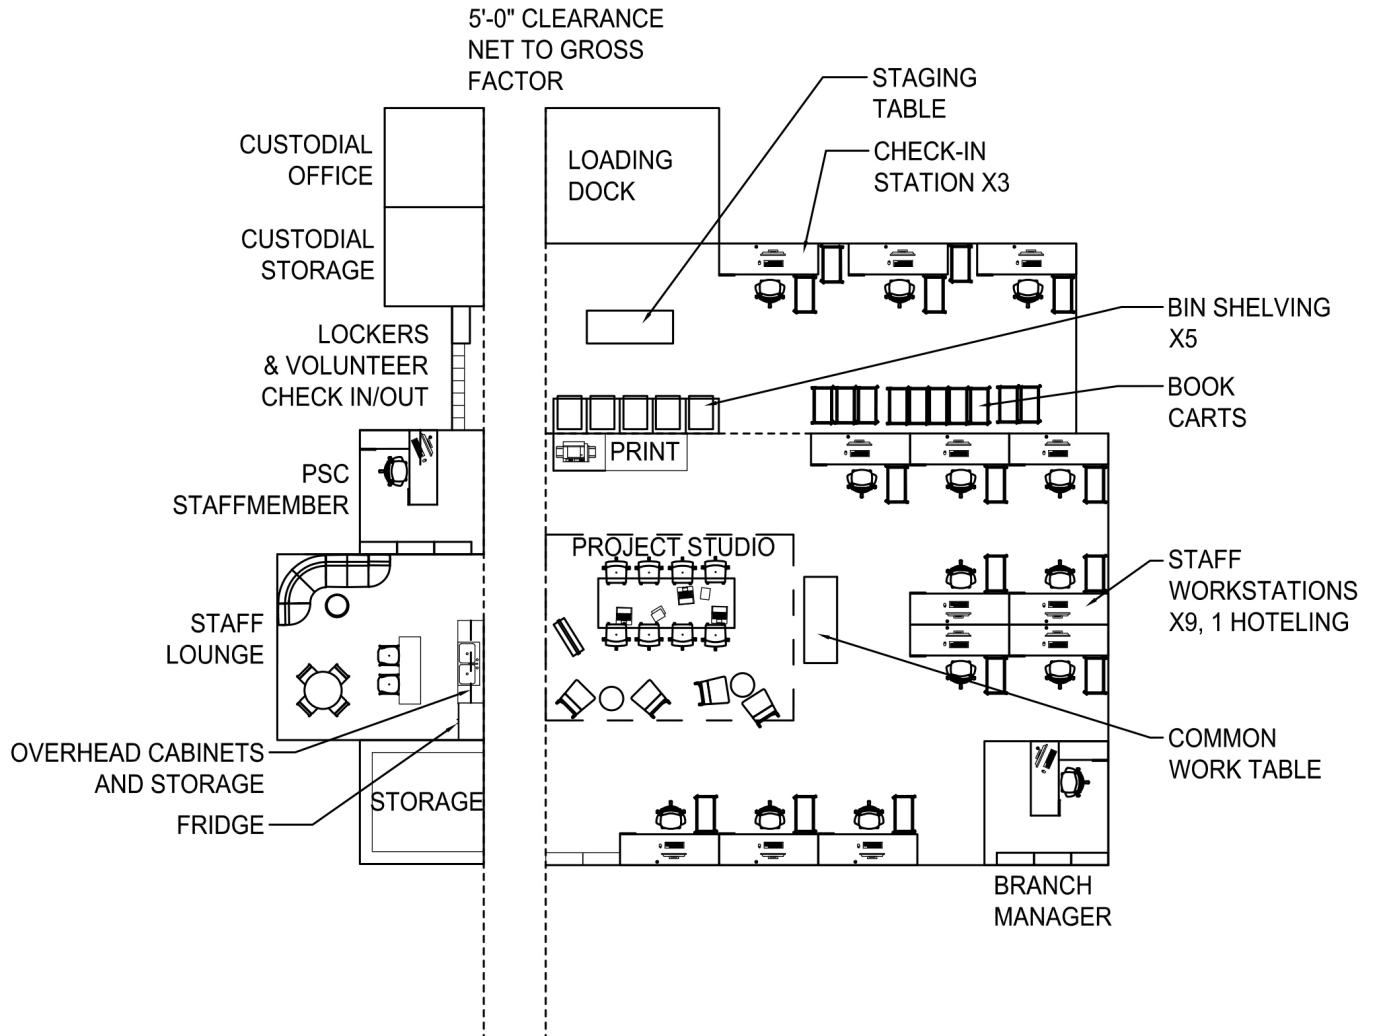 5'-0" CLEARANCE
NET TO GROSS
FACTOR
STAGING
TABLE
CUSTODIAL
OFFICE
LOADING
DOCK
CHECK-IN
STATION X3
CUSTODIAL
STORAGE
BIN SHELVING
X5
LOCKERS
& VOLUNTEER
CHECK IN/OUT
BOOK
CARTS
PRINT
PSC
STAFFMEMBER
PROJECT STUDIO
STAFF
WORKSTATIONS
X9, 1 HOTELING
STAFF
LOUNGE
OVERHEAD CABINETS
AND STORAGE
COMMON
WORK TABLE
STORAGE
FRIDGE
BRANCH
MANAGER